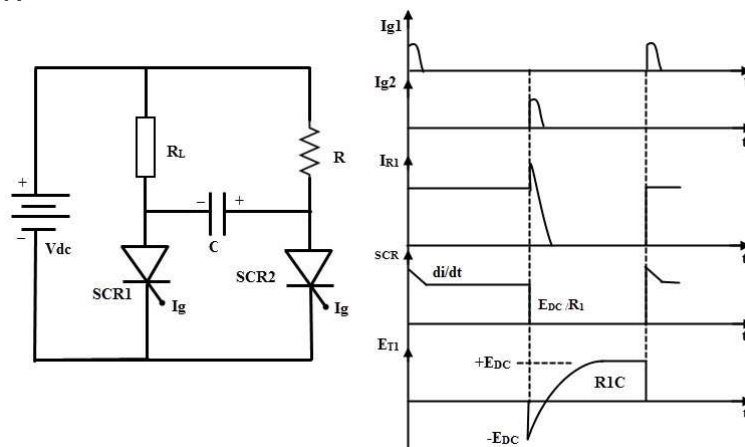 +
Vdc
−
RL
R
− +
C
SCR1
Ig
SCR2
Ig
Ig1
t
Ig2
t
IR1
t
SCR
di/dt
EDC /R1
t
ET1
+EDC
R1C
t
-EDC